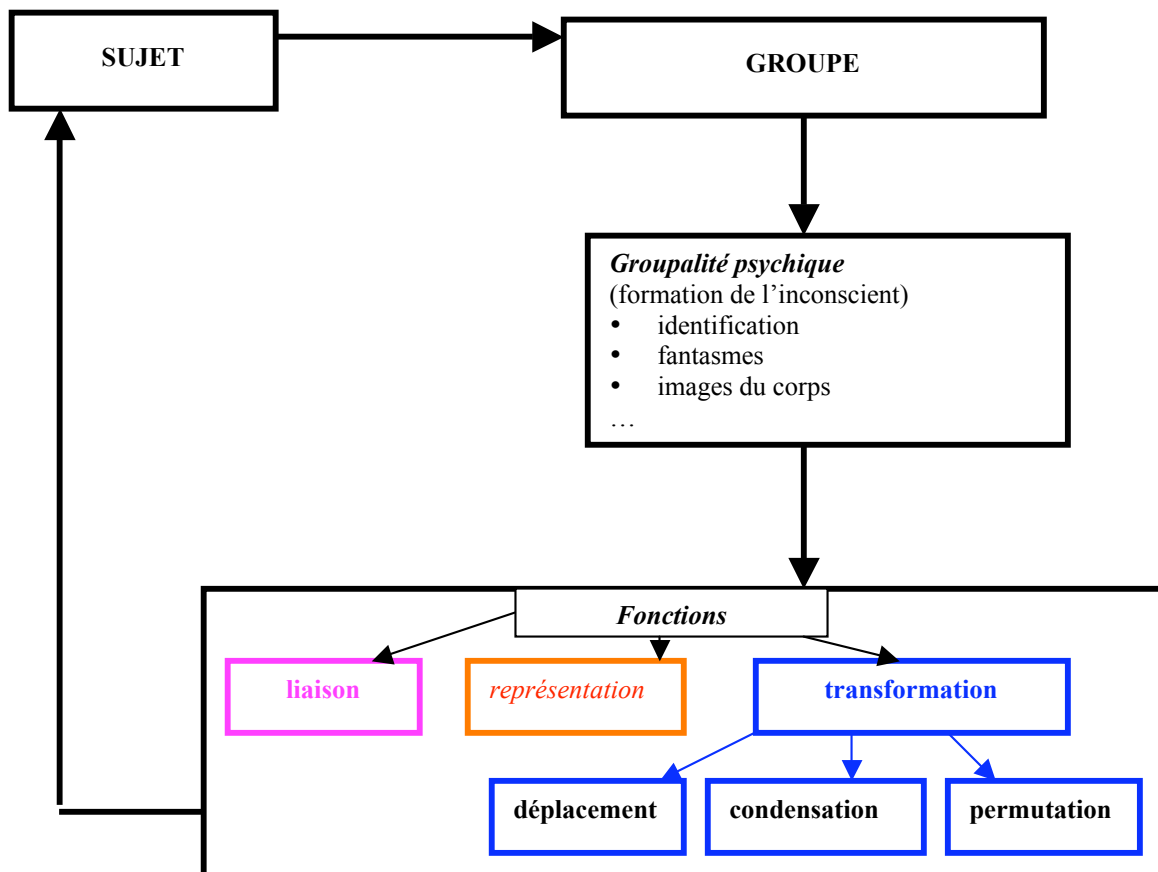 SUJET
GROUPE
Groupalité psychique
(formation de l’inconscient)
• identification
• fantasmes
• images du corps
…
Fonctions
liaison
représentation
transformation
déplacement
condensation
permutation